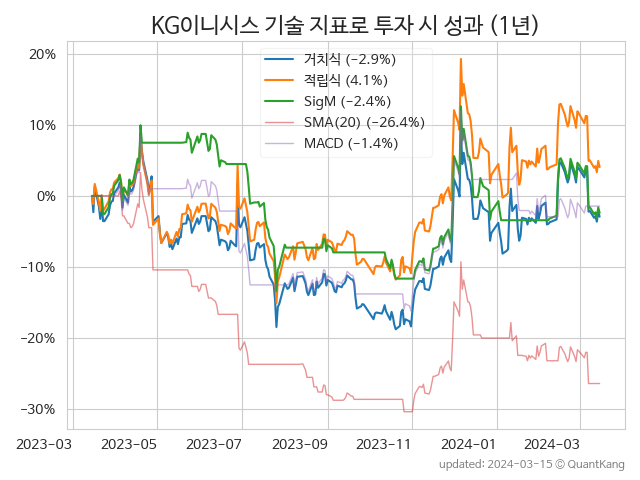 KG이니시스 기술 지표로 투자 시 성과 (1년)
거치식 (−2.9%)
적립식 (4.1%)
SigM (−2.4%)
SMA(20) (−26.4%)
MACD (−1.4%)
20%
10%
0%
−10%
−20%
−30%
2023-03 2023-05 2023-07 2023-09 2023-11 2024-01 2024-03
updated: 2024-03-15 © QuantKang